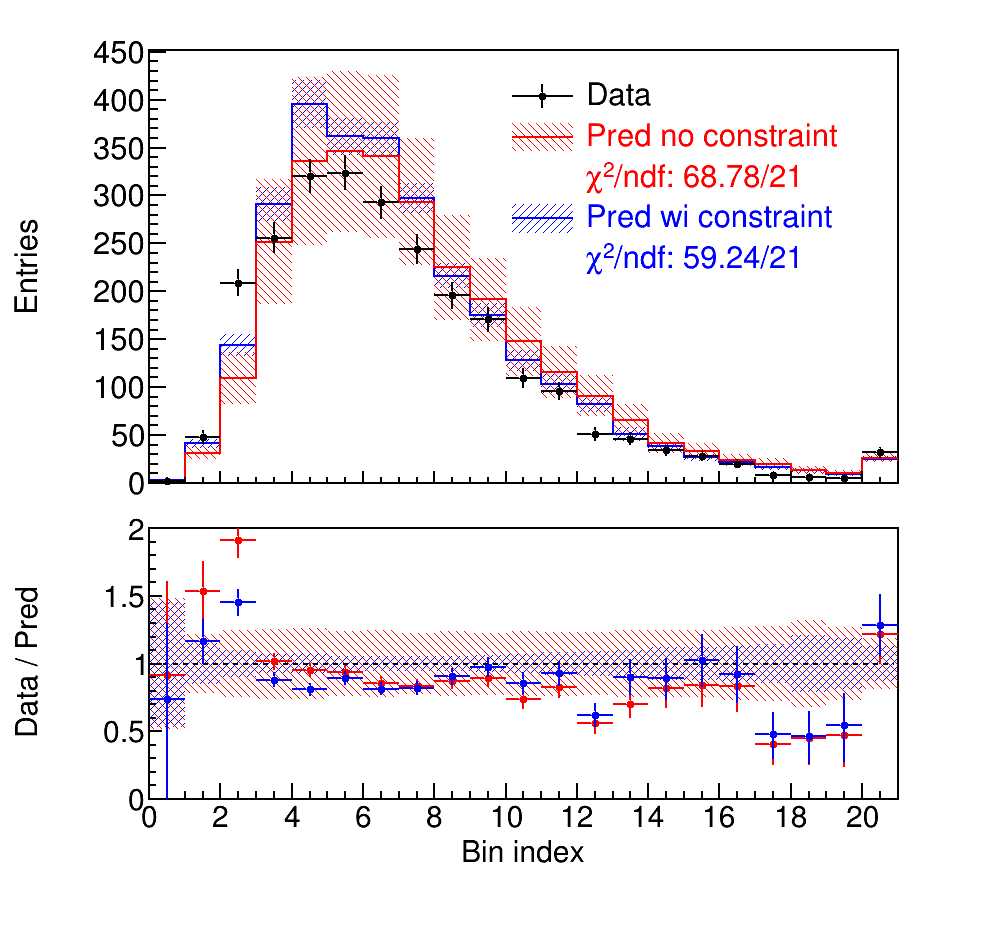 450
400
350
300
250
200
150
100
50
0
Entries
Data
Pred no constraint
χ²/ndf: 68.78/21
Pred wi constraint
χ²/ndf: 59.24/21
2
1.5
1
0.5
0
Data / Pred
0 2 4 6 8 10 12 14 16 18 20
Bin index